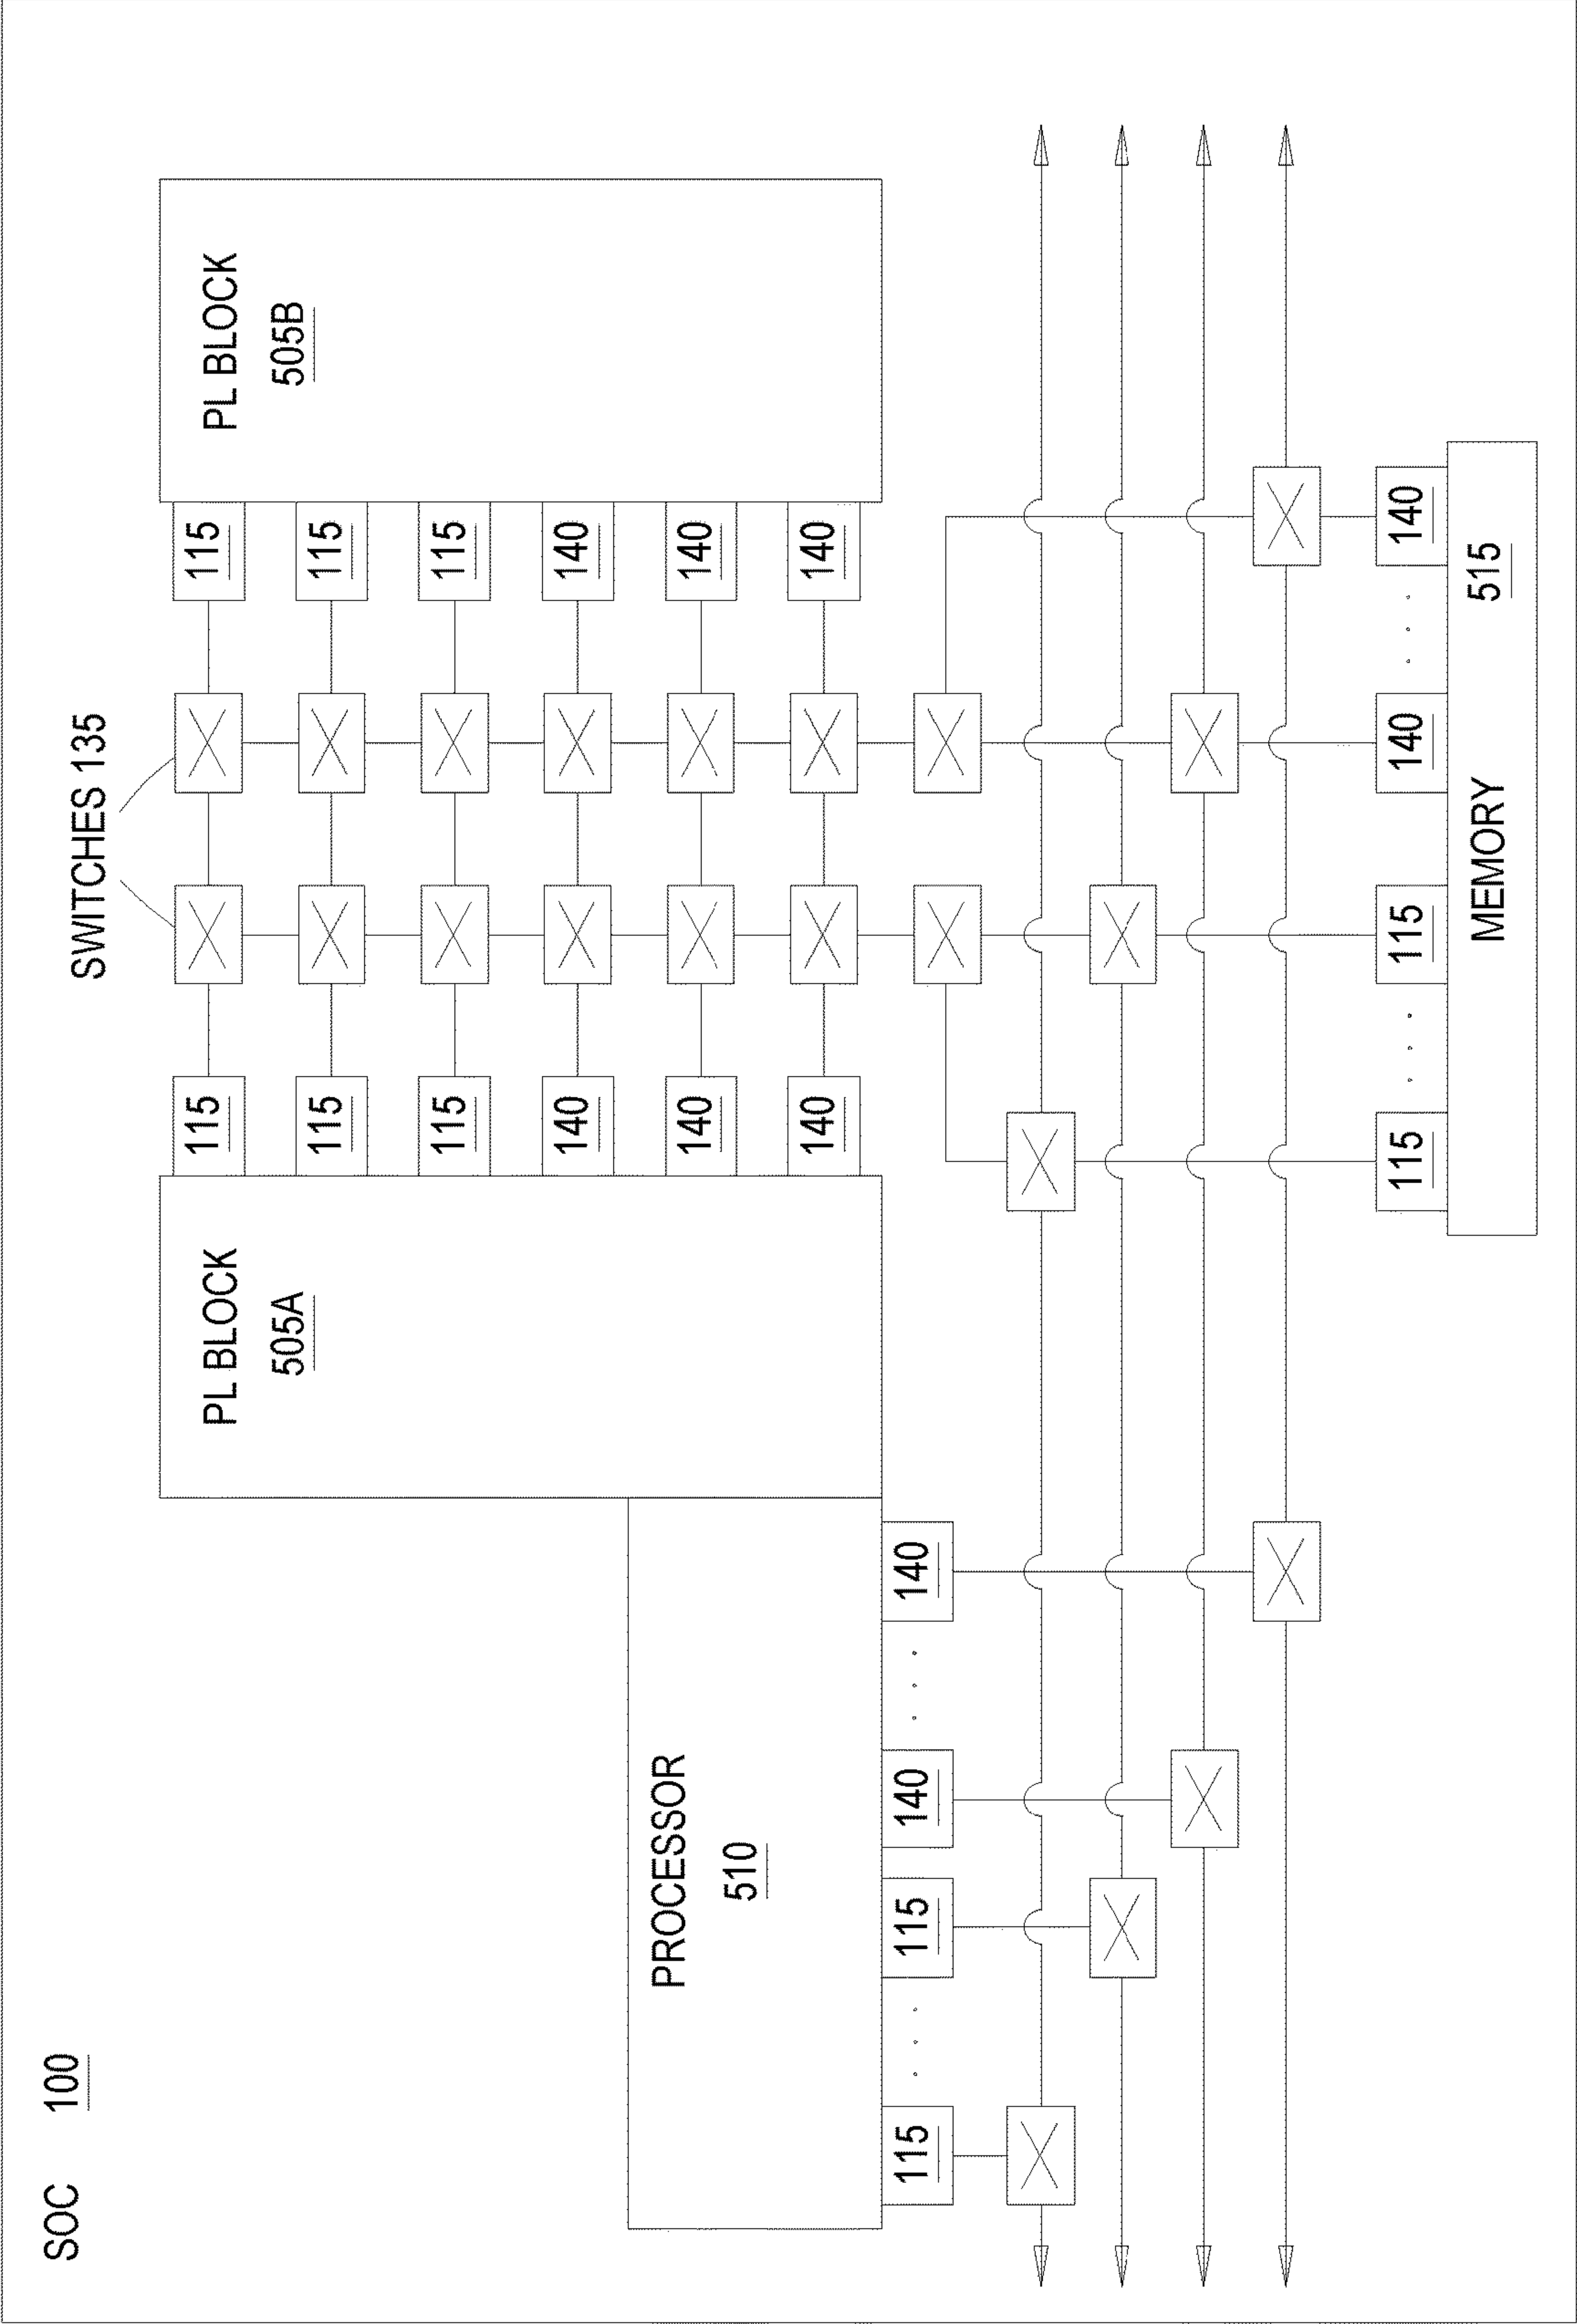 SOC 100
SWITCHES 135
PL BLOCK
505A
115
115
115
140
140
140
115
115
115
140
140
140
PL BLOCK
505B
PROCESSOR
510
115 . . . 115 140 . . . 140
115 . . . 115 140 . . . 140
MEMORY 515